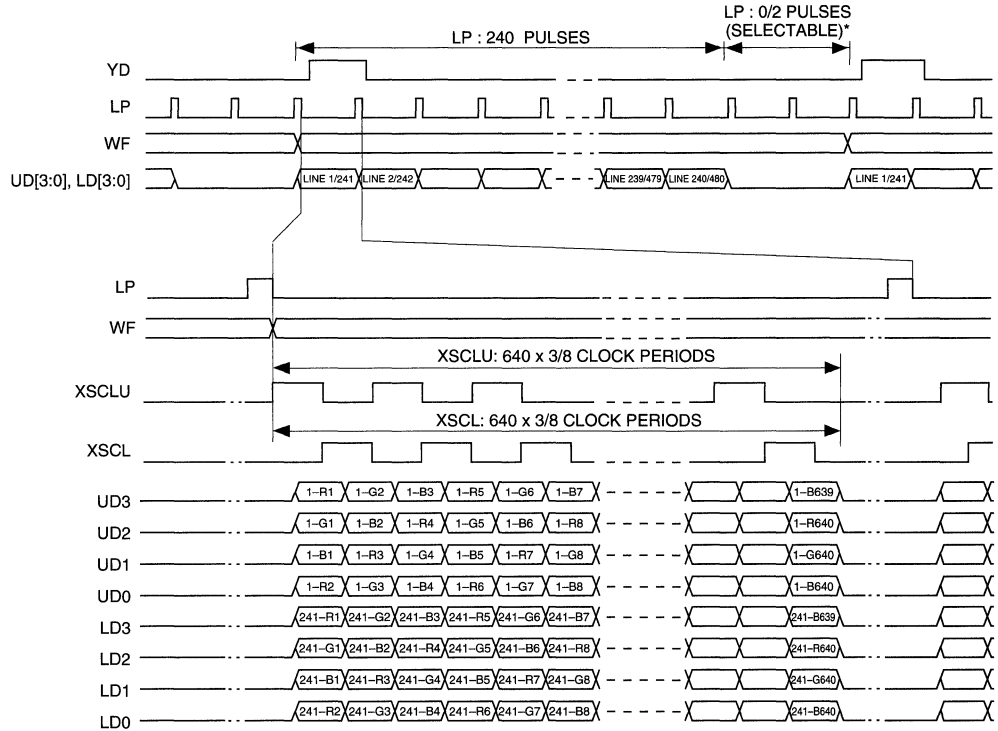 LP : 0/2 PULSES
(SELECTABLE)*
LP : 240 PULSES
YD
LP
WF
UD[3:0], LD[3:0] LINE 1/241 LINE 2/242 LINE 239/479 LINE 240/480 LINE 1/241
LP
WF
XSCLU: 640 x 3/8 CLOCK PERIODS
XSCLU
XSCL: 640 x 3/8 CLOCK PERIODS
XSCL
UD3 1–R1 1–G2 1–B3 1–R5 1–G6 1–B7 1–B639
UD2 1–G1 1–B2 1–R4 1–G5 1–B6 1–R8 1–R640
UD1 1–B1 1–R3 1–G4 1–B5 1–R7 1–G8 1–G640
UD0 1–R2 1–G3 1–B4 1–R6 1–G7 1–B8 1–B640
LD3 241–R1 241–G2 241–B3 241–R5 241–G6 241–B7 241–B639
LD2 241–G1 241–B2 241–R4 241–G5 241–B6 241–R8 241–R640
LD1 241–B1 241–R3 241–G4 241–B5 241–R7 241–G8 241–G640
LD0 241–R2 241–G3 241–B4 241–R6 241–G7 241–B8 241–B640